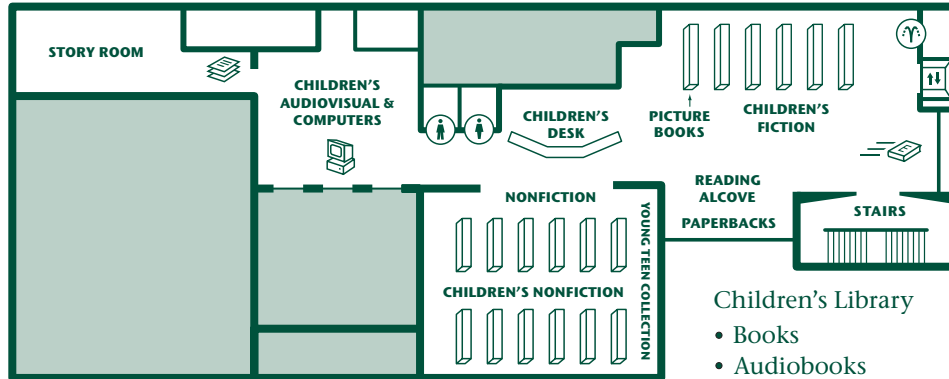 STORY ROOM
CHILDREN'S
AUDIOVISUAL &
COMPUTERS
CHILDREN'S
DESK
PICTURE
BOOKS
CHILDREN'S
FICTION
E
READING
ALCOVE
PAPERBACKS
STAIRS
NONFICTION
YOUNG TEEN COLLECTION
CHILDREN'S NONFICTION
Children's Library
• Books
• Audiobooks